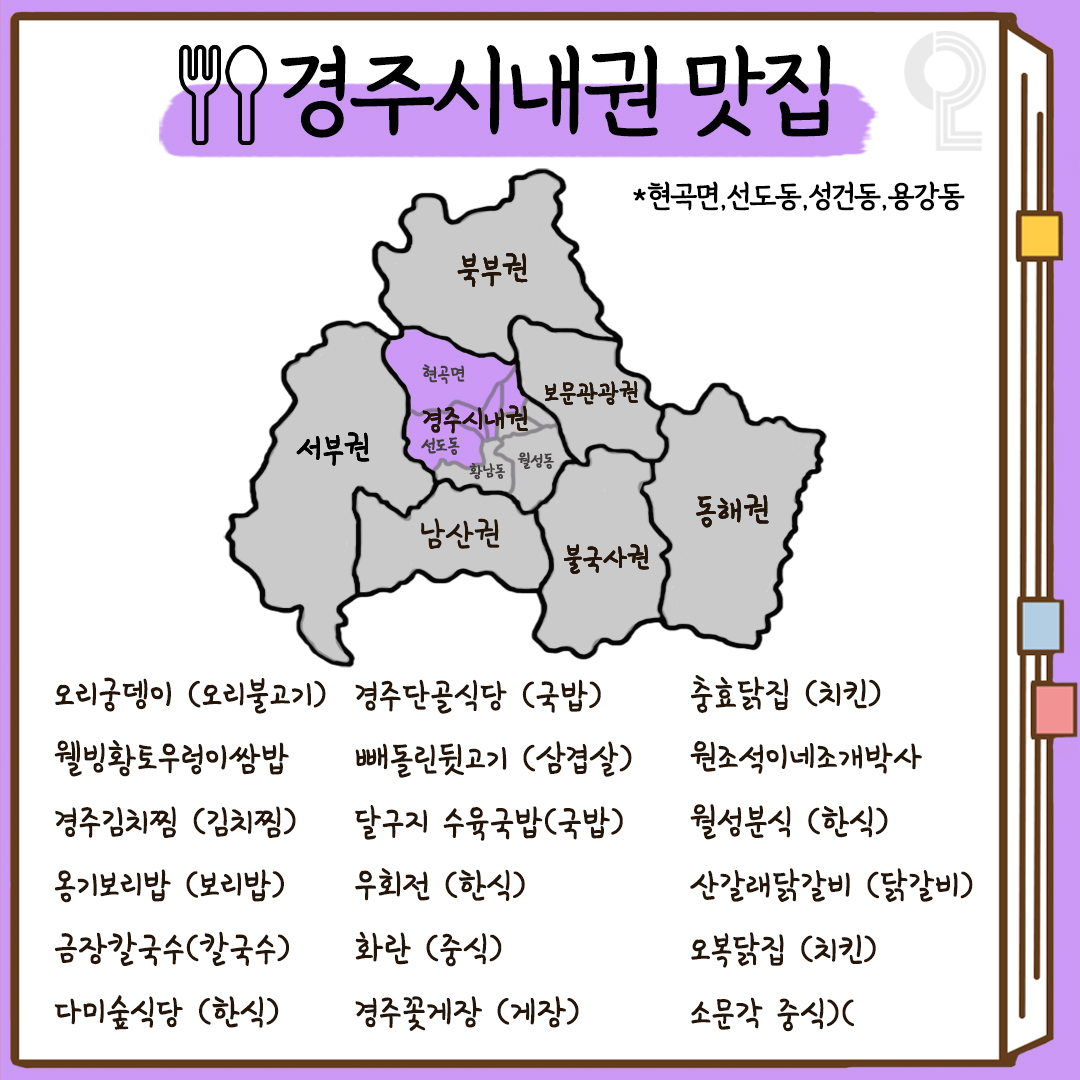 경주시내권 맛집
*현곡면,선도동,성건동,용강동
북부권
현곡면
보문관광권
경주시내권
서부권
선도동
월성동
황남동
동해권
남산권
불국사권
오리궁뎅이 (오리불고기)
경주단골식당 (국밥)
충효닭집 (치킨)
웰빙황토우렁이쌈밥
빼돌린뒷고기 (삼겹살)
원조석이네조개박사
경주김치찜 (김치찜)
달구지 수육국밥(국밥)
월성분식 (한식)
옹기보리밥 (보리밥)
우회전 (한식)
산갈래닭갈비 (닭갈비)
금장칼국수(칼국수)
화란 (중식)
오복닭집 (치킨)
다미숲식당 (한식)
경주꽃게장 (게장)
소문각 중식)(